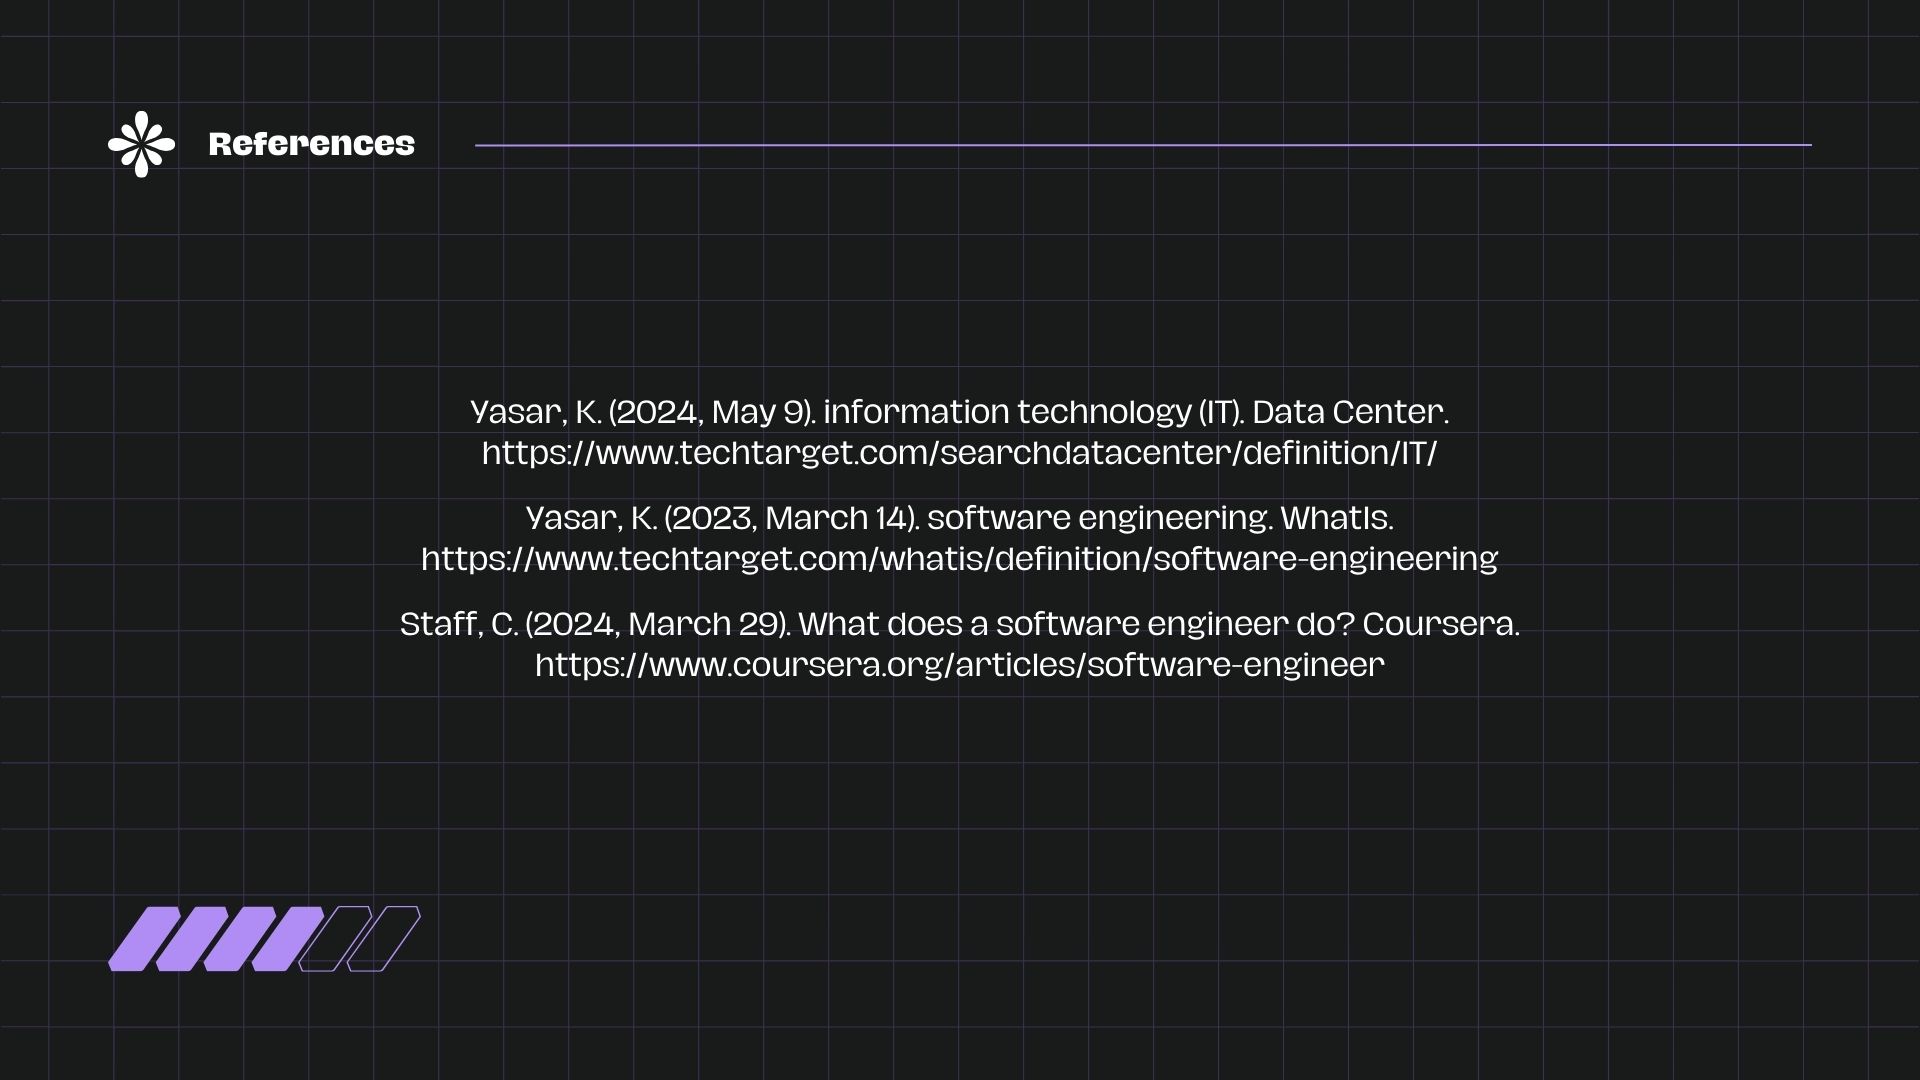 References
Yasar, K. (2024, May 9). information technology (IT). Data Center.
https://www.techtarget.com/searchdatacenter/definition/IT/
Yasar, K. (2023, March 14). software engineering. WhatIs.
https://www.techtarget.com/whatis/definition/software-engineering
Staff, C. (2024, March 29). What does a software engineer do? Coursera.
https://www.coursera.org/articles/software-engineer